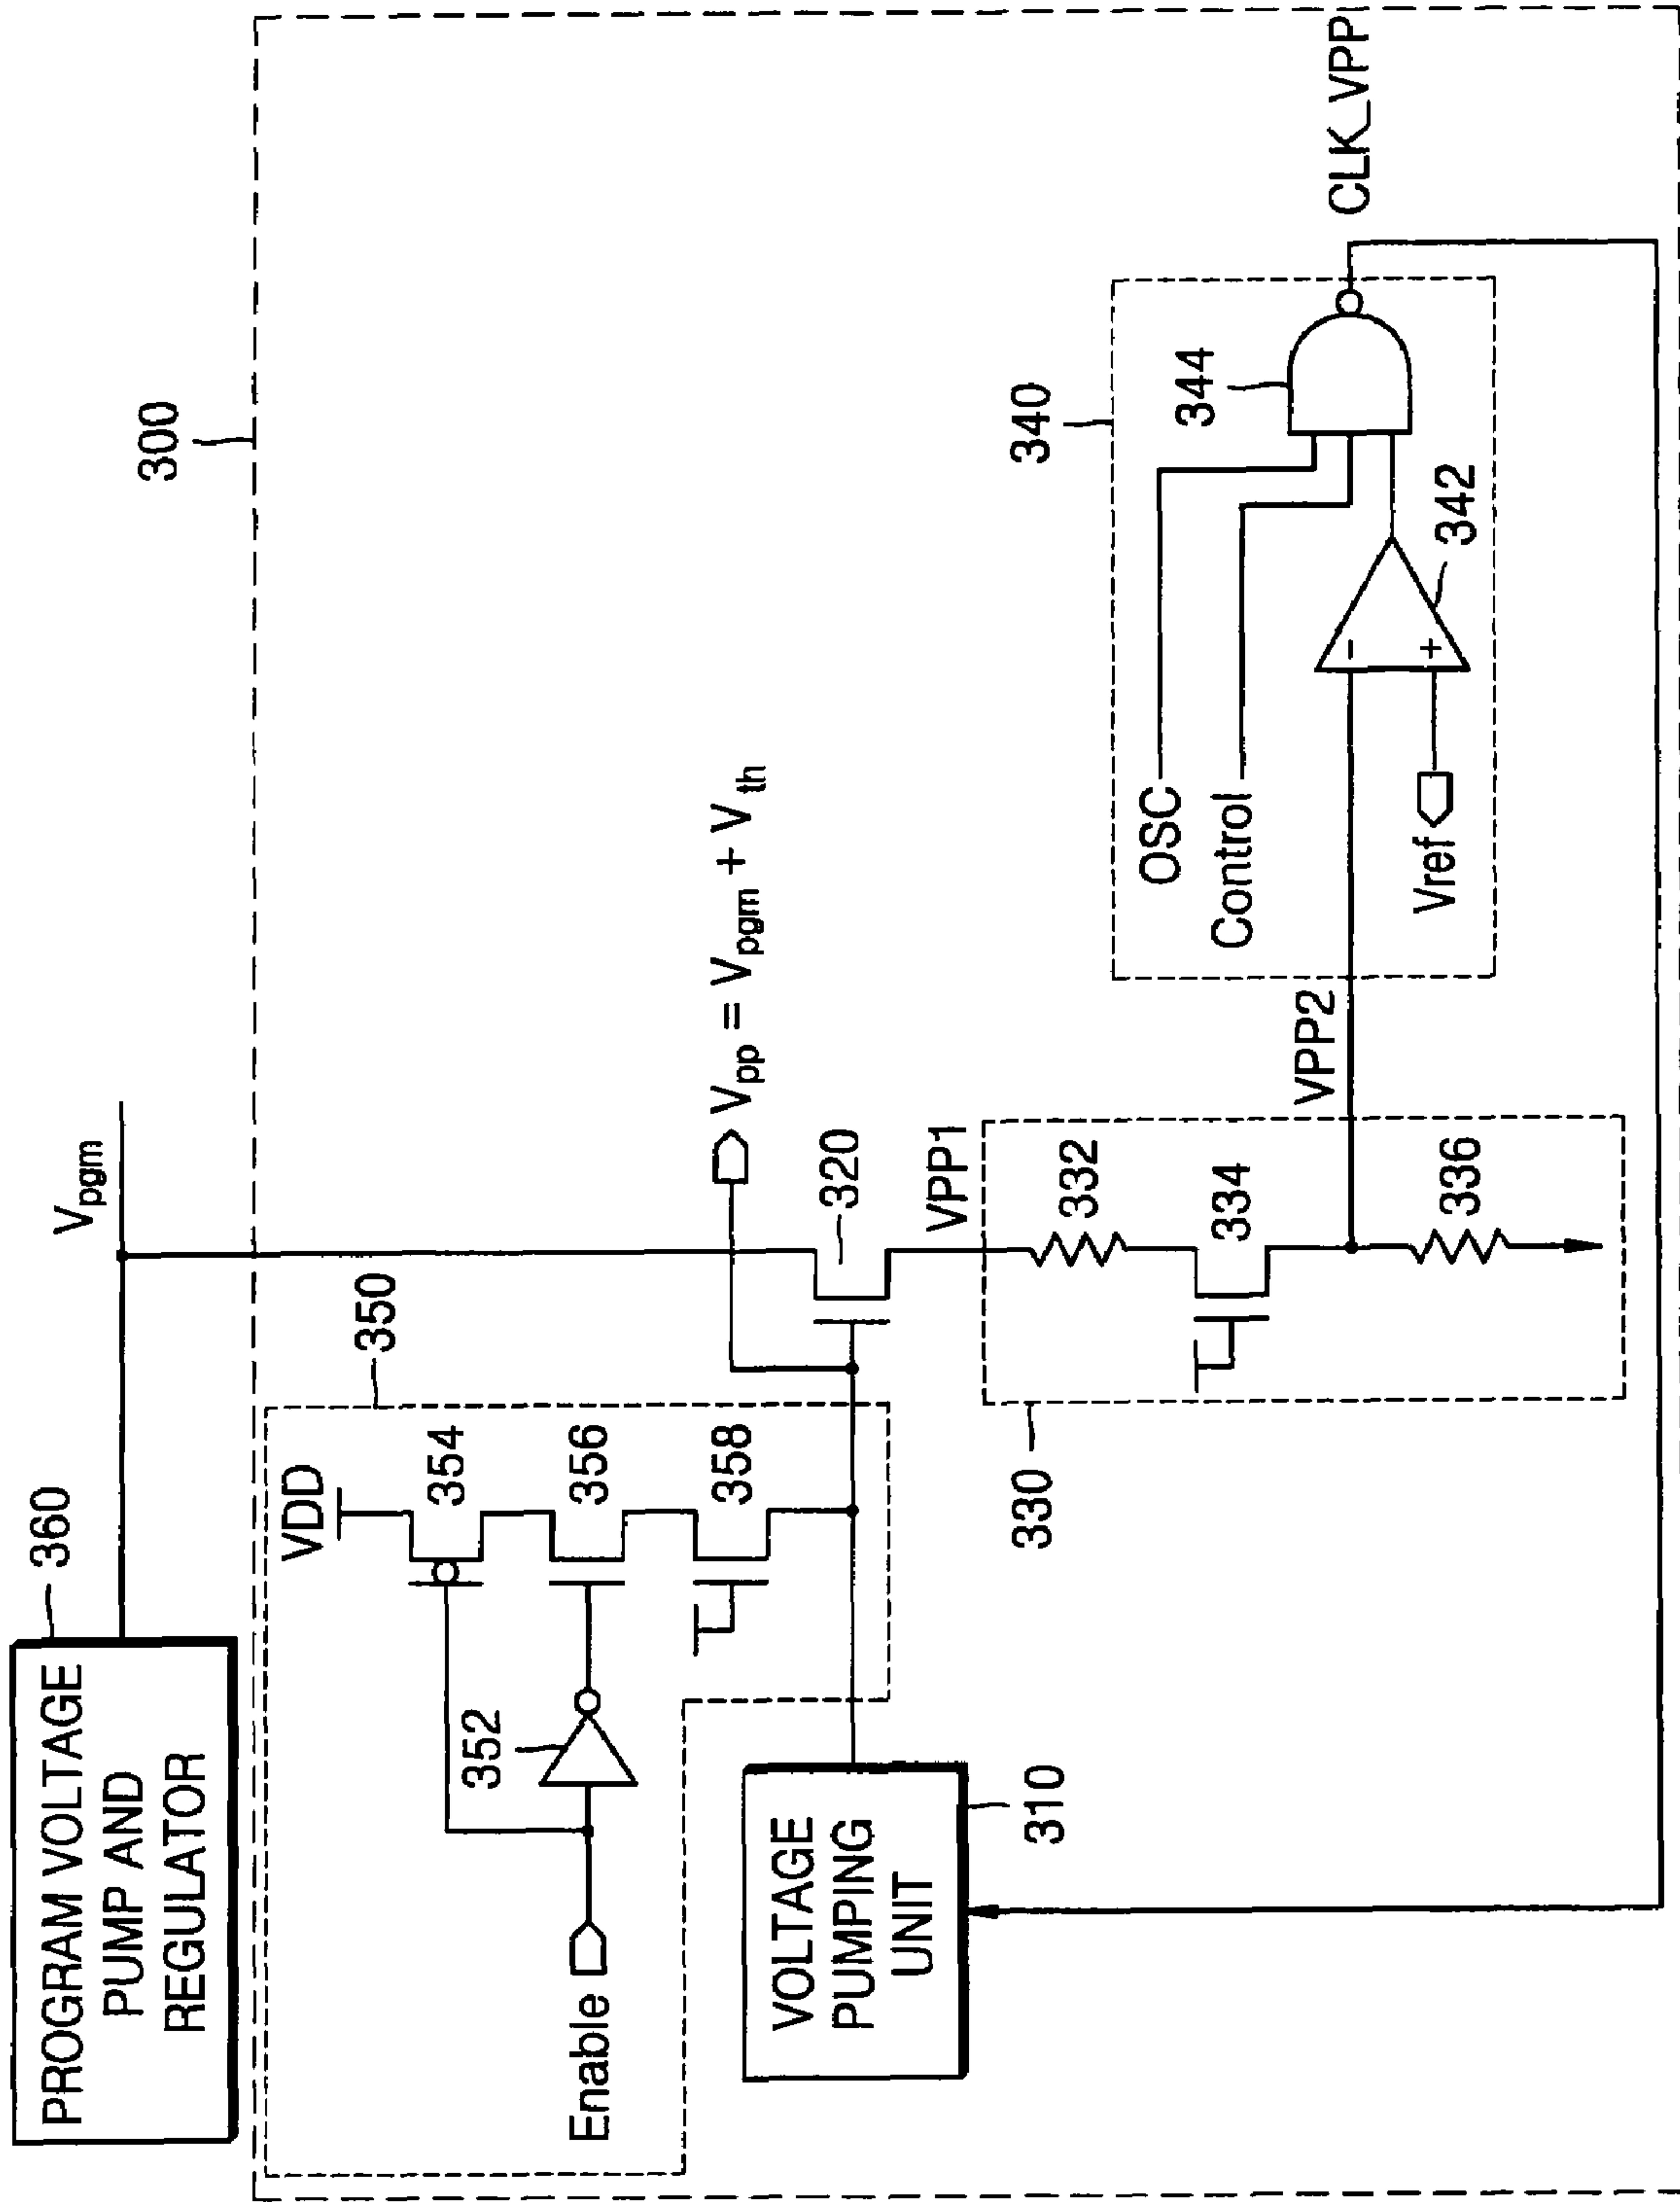 300
PROGRAM VOLTAGE
PUMP AND
REGULATOR
360
Vpgm
350
VDD
354
356
358
352
Enable
Vpp = Vpgm + Vth
320
VOLTAGE
PUMPING
UNIT
310
VPP1
330
332
334
336
VPP2
340
OSC
Control
344
342
-
+
Vref
CLK_VPP